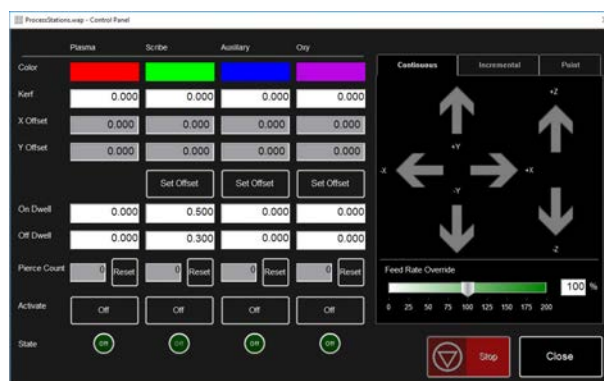 ProcessStations.wap - Control Panel
Plasma Scribe Auxiliary Oxy
Color
Kerf 0.000 0.000 0.000 0.000
X Offset 0.000 0.000 0.000 0.000
Y Offset 0.000 0.000 0.000 0.000
Set Offset Set Offset Set Offset
On Dwell 0.000 0.500 0.000 0.000
Off Dwell 0.000 0.300 0.000 0.000
Pierce Count 0 Reset 0 Reset 0 Reset 0 Reset
Activate Off Off Off Off
State Off Off Off Off
Continuous Incremental Point
+Z
+Y
-X +X
-Y
-Z
Feed Rate Override
100 %
0 25 50 75 100 125 150 175 200
Stop Close